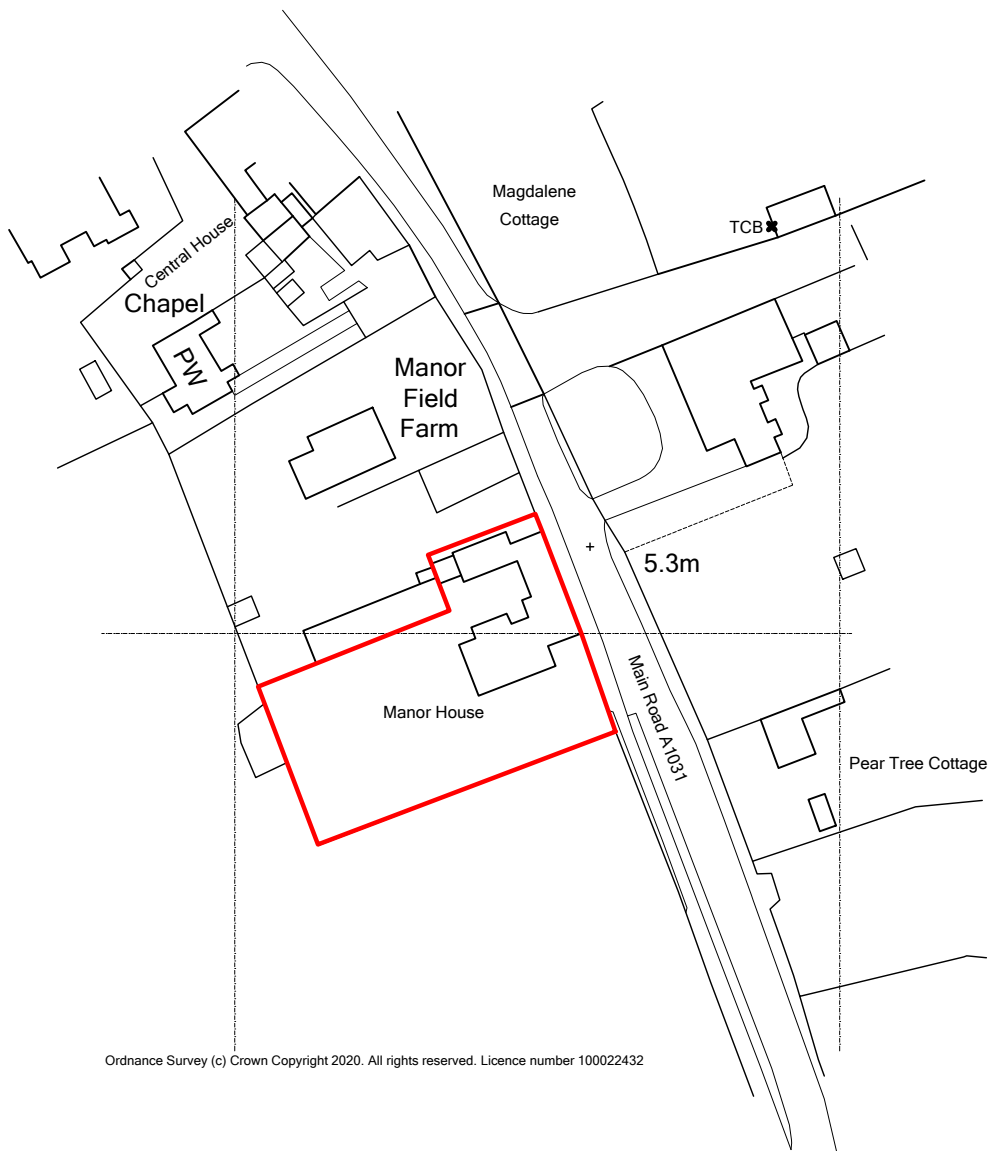 Magdalene
Cottage
TCB
Central House
Chapel
PW
Manor
Field
Farm
5.3m
Main Road A1031
Manor House
Pear Tree Cottage
Ordnance Survey (c) Crown Copyright 2020. All rights reserved. Licence number 100022432